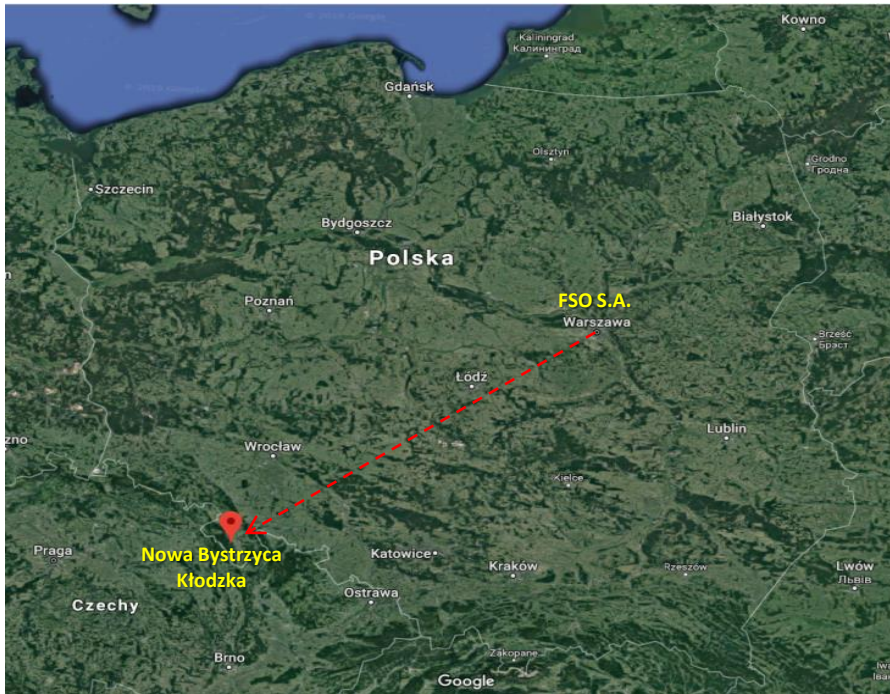 Kowno
Kaliningrad
Калининград
Gdańsk
Olsztyn
Grodno
Гродна
Szczecin
Białystok
Bydgoszcz
Polska
FSO S.A.
Poznań
Warszawa
Brześć
Брэст
Łódź
Lublin
Wrocław
Kielce
Praga
Nowa Bystrzyca
Kłodzka
Katowice
Kraków
Rzeszów
Lwów
Львів
Ostrawa
Czechy
Brno
Zakopane
Google